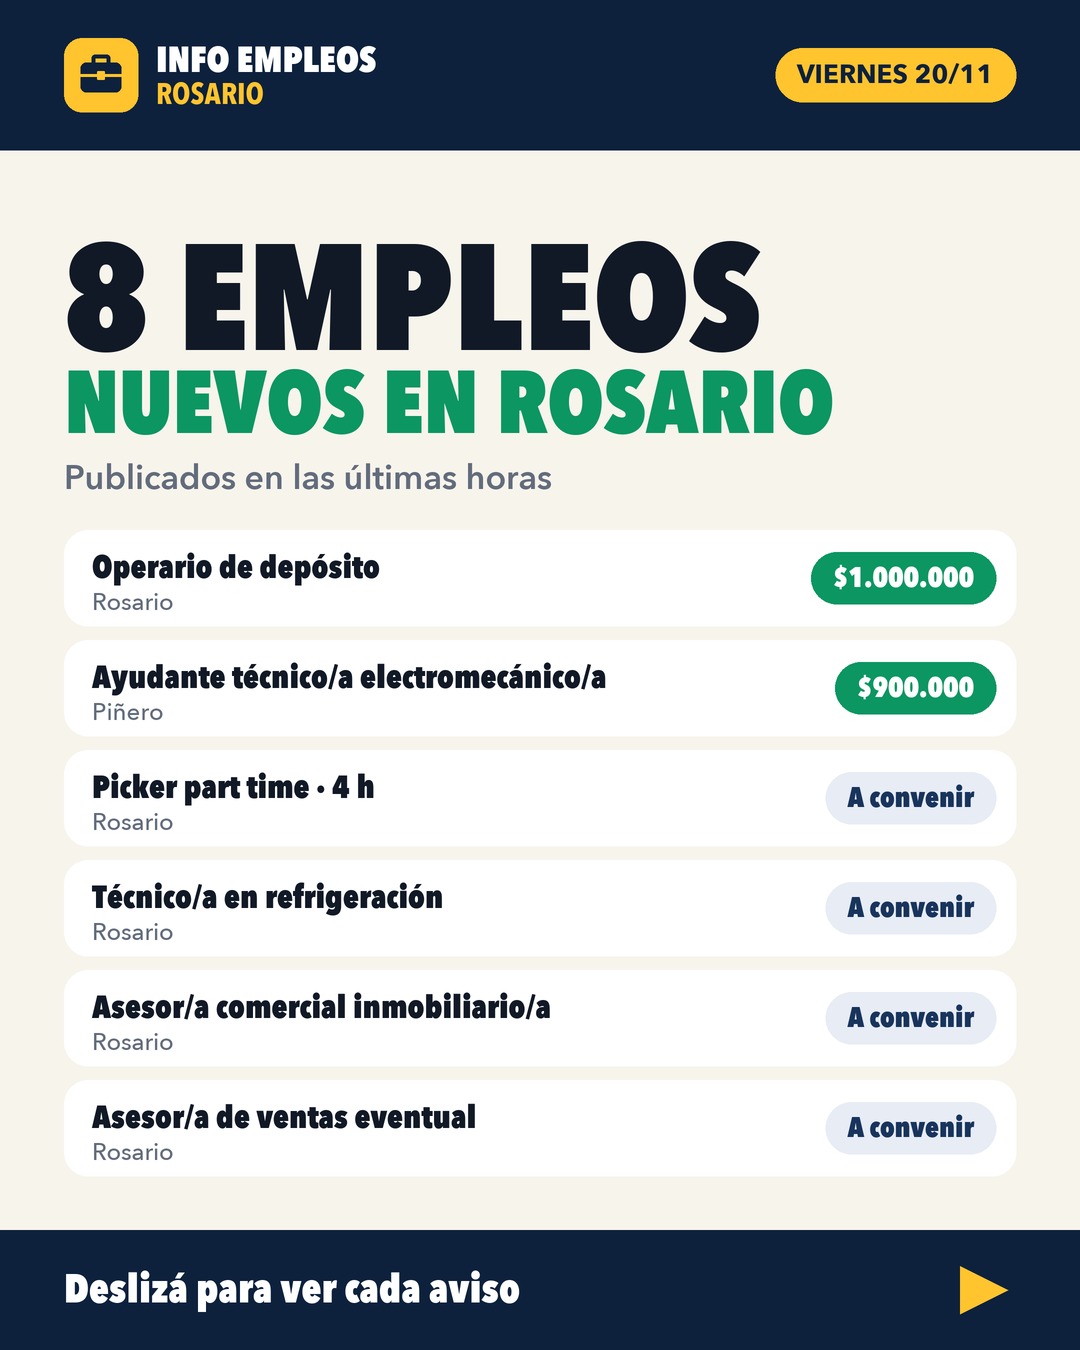 INFO EMPLEOS
ROSARIO
VIERNES 20/11
8 EMPLEOS
NUEVOS EN ROSARIO
Publicados en las últimas horas
Operario de depósito
Rosario
$1.000.000
Ayudante técnico/a electromecánico/a
Piñero
$900.000
Picker part time · 4 h
Rosario
A convenir
Técnico/a en refrigeración
Rosario
A convenir
Asesor/a comercial inmobiliario/a
Rosario
A convenir
Asesor/a de ventas eventual
Rosario
A convenir
Deslizá para ver cada aviso